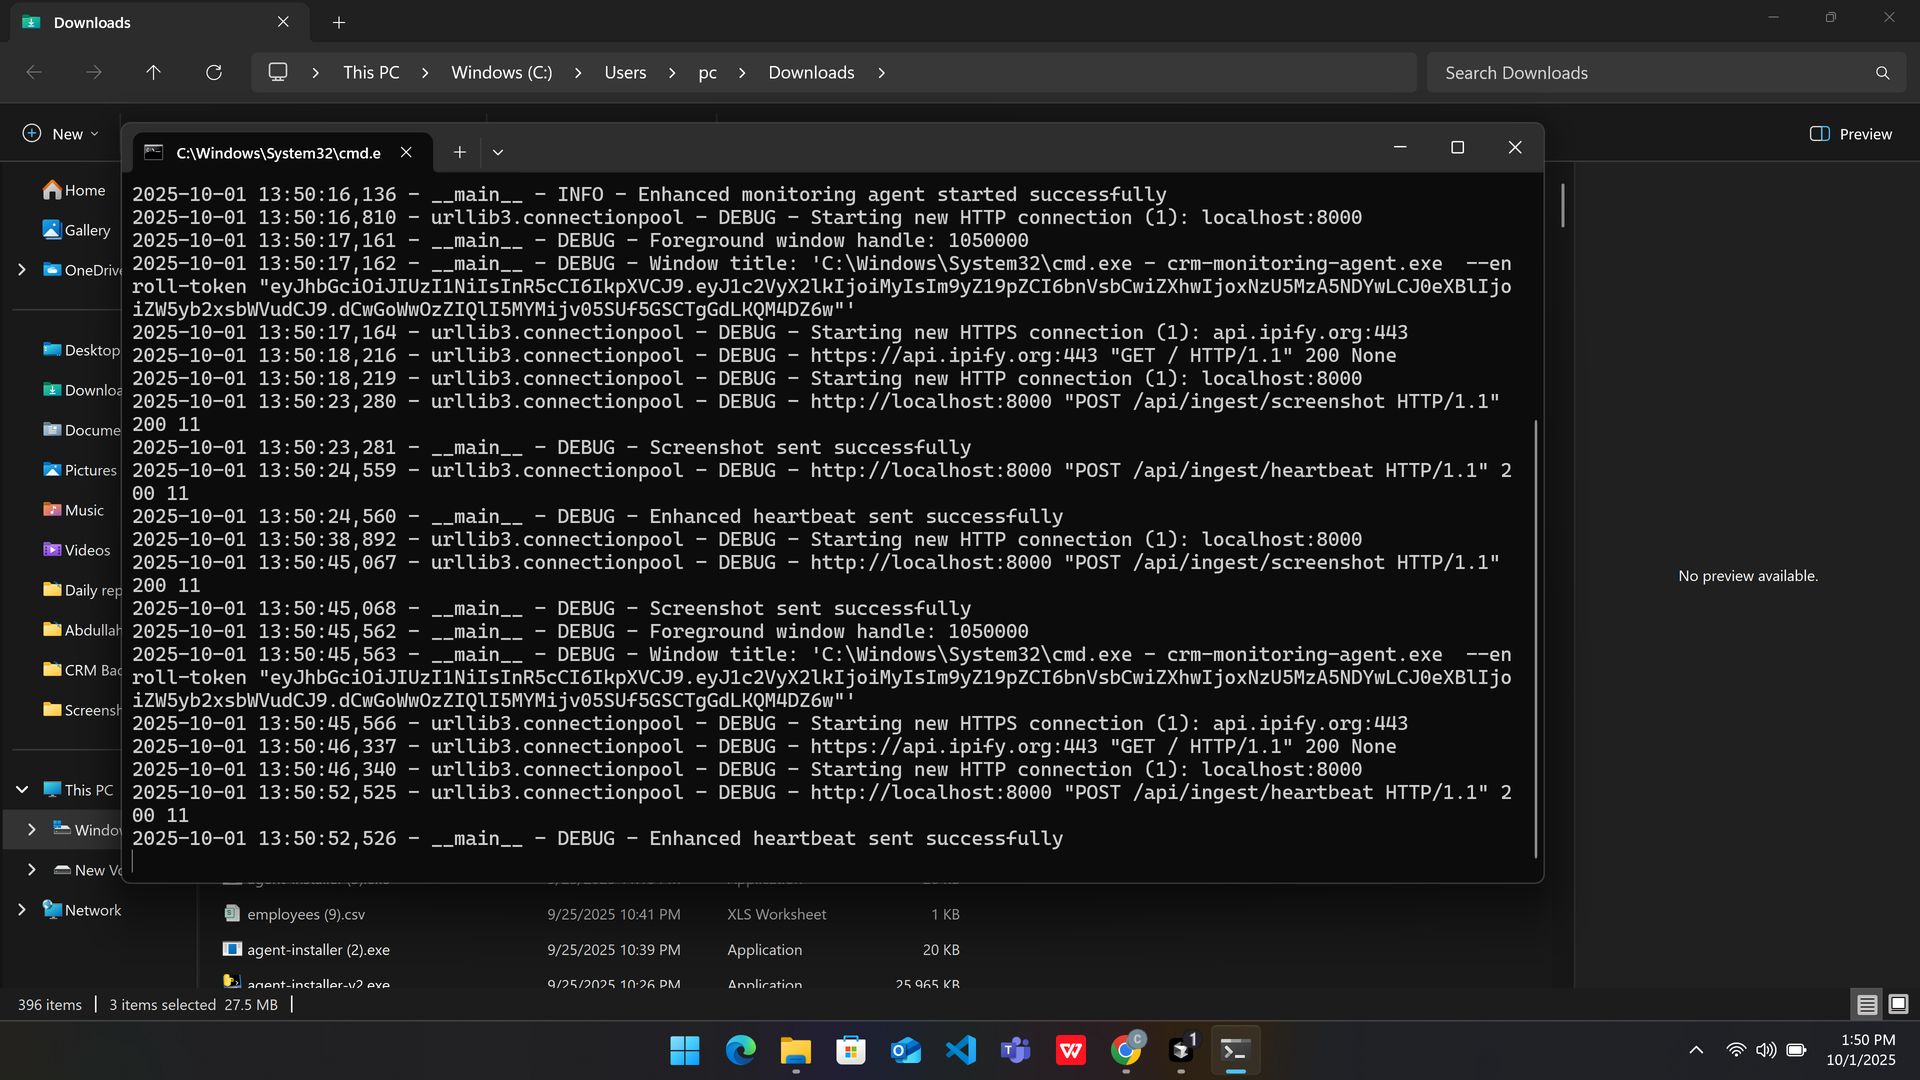 Downloads
This PC
Windows (C:)
Users
pc
Downloads
Search Downloads
New
Preview
C:\Windows\System32\cmd.e
Home
Gallery
OneDrive
Desktop
Pictures
Music
Videos
Daily rep
Abdullah
This PC
Network
2025-10-01 13:50:16,136 - __main__ - INFO - Enhanced monitoring agent started successfully
2025-10-01 13:50:16,810 - urllib3.connectionpool - DEBUG - Starting new HTTP connection (1): localhost:8000
2025-10-01 13:50:17,161 - __main__ - DEBUG - Foreground window handle: 1050000
2025-10-01 13:50:17,162 - __main__ - DEBUG - Window title: 'C:\Windows\System32\cmd.exe - crm-monitoring-agent.exe  --en
roll-token "eyJhbGciOiJIUzI1NiIsInR5cCI6IkpXVCJ9.eyJ1c2VyX2lkIjoiMyIsIm9yZ19pZCI6bnVsbCwiZXhwIjoxNzU5MzA5NDYwLCJ0eXBlIjo
iZW5yb2xsbWVudCJ9.dCwGoWwOzZIQlI5MYMijv05SUf5GSCTgGdLKQM4DZ6w"'
2025-10-01 13:50:17,164 - urllib3.connectionpool - DEBUG - Starting new HTTPS connection (1): api.ipify.org:443
2025-10-01 13:50:18,216 - urllib3.connectionpool - DEBUG - https://api.ipify.org:443 "GET / HTTP/1.1" 200 None
2025-10-01 13:50:18,219 - urllib3.connectionpool - DEBUG - Starting new HTTP connection (1): localhost:8000
2025-10-01 13:50:23,280 - urllib3.connectionpool - DEBUG - http://localhost:8000 "POST /api/ingest/screenshot HTTP/1.1"
200 11
2025-10-01 13:50:23,281 - __main__ - DEBUG - Screenshot sent successfully
2025-10-01 13:50:24,559 - urllib3.connectionpool - DEBUG - http://localhost:8000 "POST /api/ingest/heartbeat HTTP/1.1" 2
00 11
2025-10-01 13:50:24,560 - __main__ - DEBUG - Enhanced heartbeat sent successfully
2025-10-01 13:50:38,892 - urllib3.connectionpool - DEBUG - Starting new HTTP connection (1): localhost:8000
2025-10-01 13:50:45,067 - urllib3.connectionpool - DEBUG - http://localhost:8000 "POST /api/ingest/screenshot HTTP/1.1"
200 11
2025-10-01 13:50:45,068 - __main__ - DEBUG - Screenshot sent successfully
2025-10-01 13:50:45,562 - __main__ - DEBUG - Foreground window handle: 1050000
2025-10-01 13:50:45,563 - __main__ - DEBUG - Window title: 'C:\Windows\System32\cmd.exe - crm-monitoring-agent.exe  --en
roll-token "eyJhbGciOiJIUzI1NiIsInR5cCI6IkpXVCJ9.eyJ1c2VyX2lkIjoiMyIsIm9yZ19pZCI6bnVsbCwiZXhwIjoxNzU5MzA5NDYwLCJ0eXBlIjo
iZW5yb2xsbWVudCJ9.dCwGoWwOzZIQlI5MYMijv05SUf5GSCTgGdLKQM4DZ6w"'
2025-10-01 13:50:45,566 - urllib3.connectionpool - DEBUG - Starting new HTTPS connection (1): api.ipify.org:443
2025-10-01 13:50:46,337 - urllib3.connectionpool - DEBUG - https://api.ipify.org:443 "GET / HTTP/1.1" 200 None
2025-10-01 13:50:46,340 - urllib3.connectionpool - DEBUG - Starting new HTTP connection (1): localhost:8000
2025-10-01 13:50:52,525 - urllib3.connectionpool - DEBUG - http://localhost:8000 "POST /api/ingest/heartbeat HTTP/1.1" 2
00 11
2025-10-01 13:50:52,526 - __main__ - DEBUG - Enhanced heartbeat sent successfully
No preview available.
employees (9).csv 9/25/2025 10:41 PM XLS Worksheet 1 KB
agent-installer (2).exe 9/25/2025 10:39 PM Application 20 KB
agent-installer-v2.exe 9/25/2025 10:26 PM Application 25,965 KB
396 items
3 items selected 27.5 MB
1
1:50 PM
10/1/2025